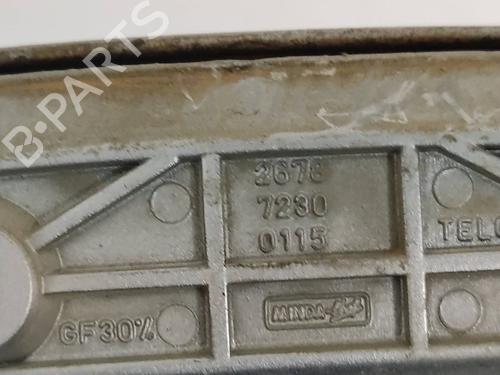 B-PARTS
2678
7230
0115
TELC
GF30%
MINDA